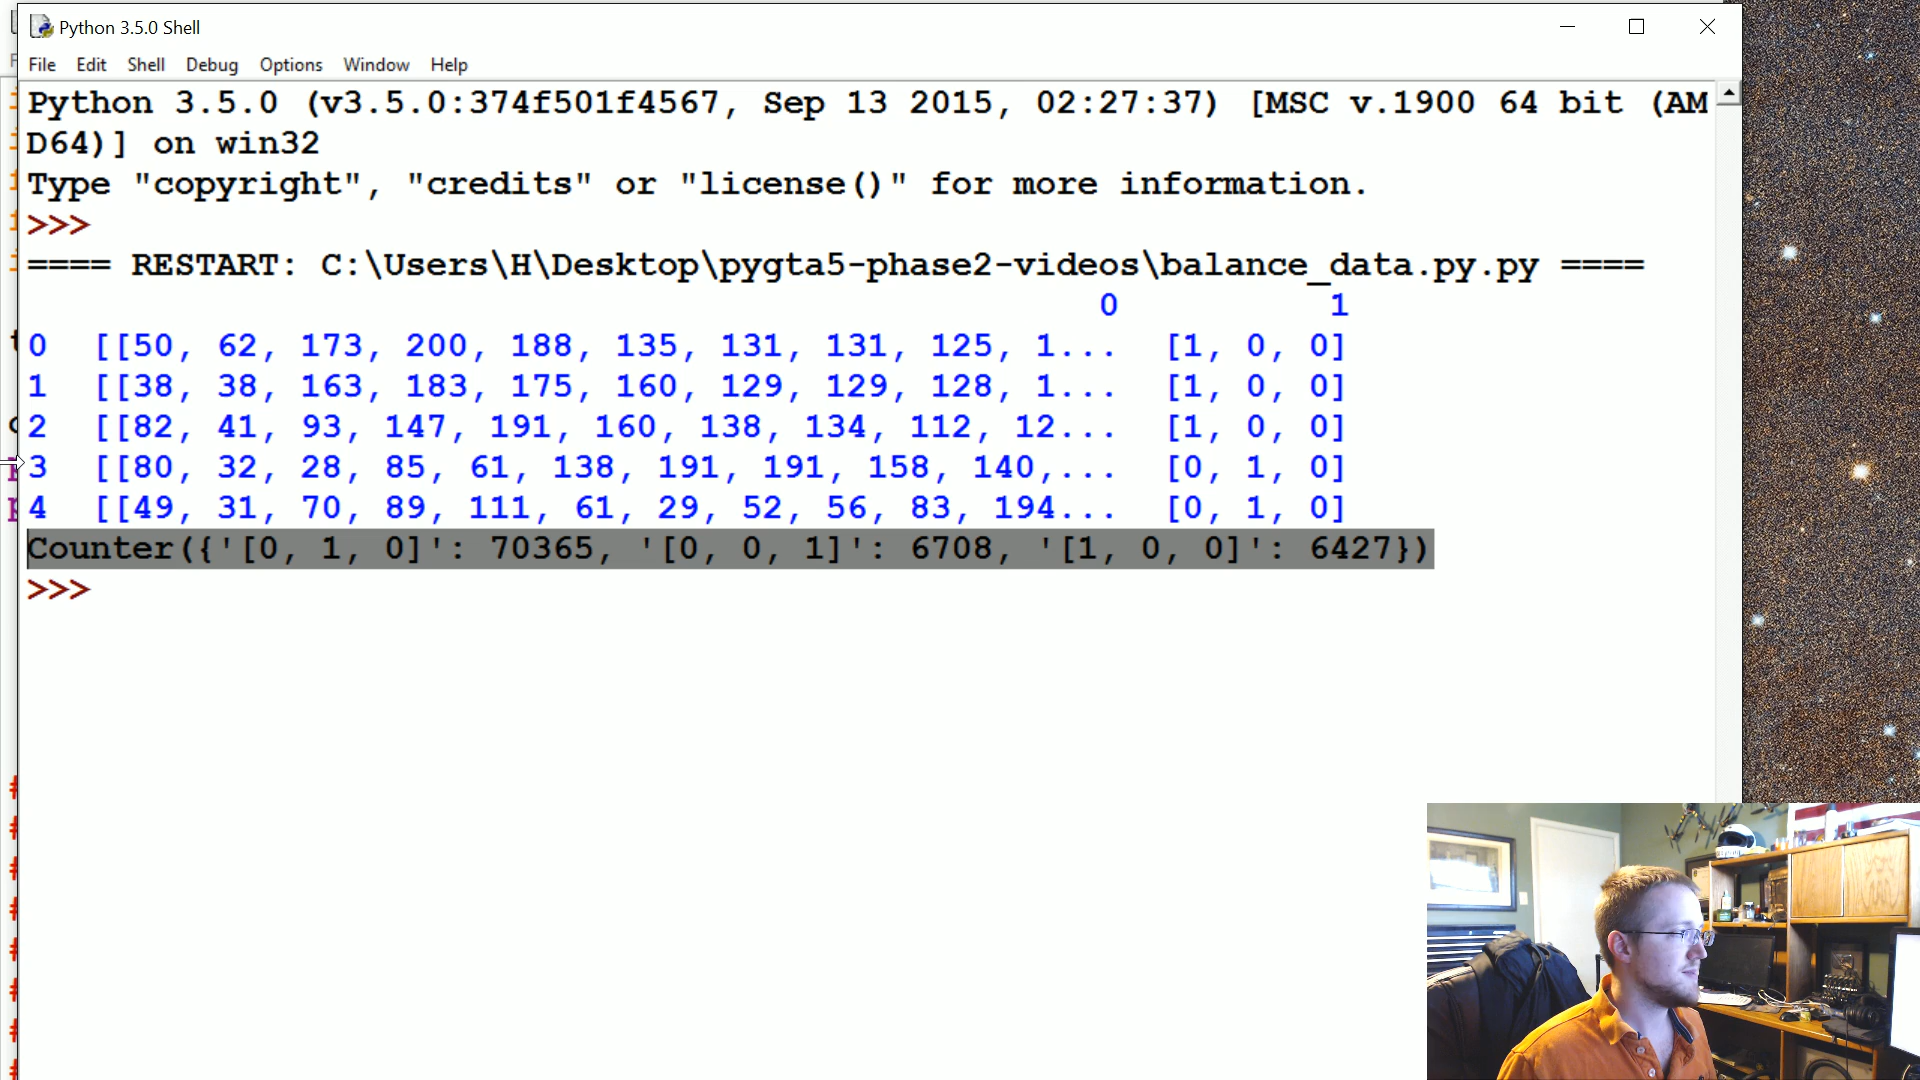 Python 3.5.0 Shell
File Edit Shell Debug Options Window Help
Python 3.5.0 (v3.5.0:374f501f4567, Sep 13 2015, 02:27:37) [MSC v.1900 64 bit (AM
D64)] on win32
Type "copyright", "credits" or "license()" for more information.
>>>
==== RESTART: C:\Users\H\Desktop\pygta5-phase2-videos\balance_data.py.py ====
0 1
0 [[50, 62, 173, 200, 188, 135, 131, 131, 125, 1... [1, 0, 0]
1 [[38, 38, 163, 183, 175, 160, 129, 129, 128, 1... [1, 0, 0]
2 [[82, 41, 93, 147, 191, 160, 138, 134, 112, 12... [1, 0, 0]
3 [[80, 32, 28, 85, 61, 138, 191, 191, 158, 140,... [0, 1, 0]
4 [[49, 31, 70, 89, 111, 61, 29, 52, 56, 83, 194... [0, 1, 0]
Counter({'[0, 1, 0]': 70365, '[0, 0, 1]': 6708, '[1, 0, 0]': 6427})
>>>